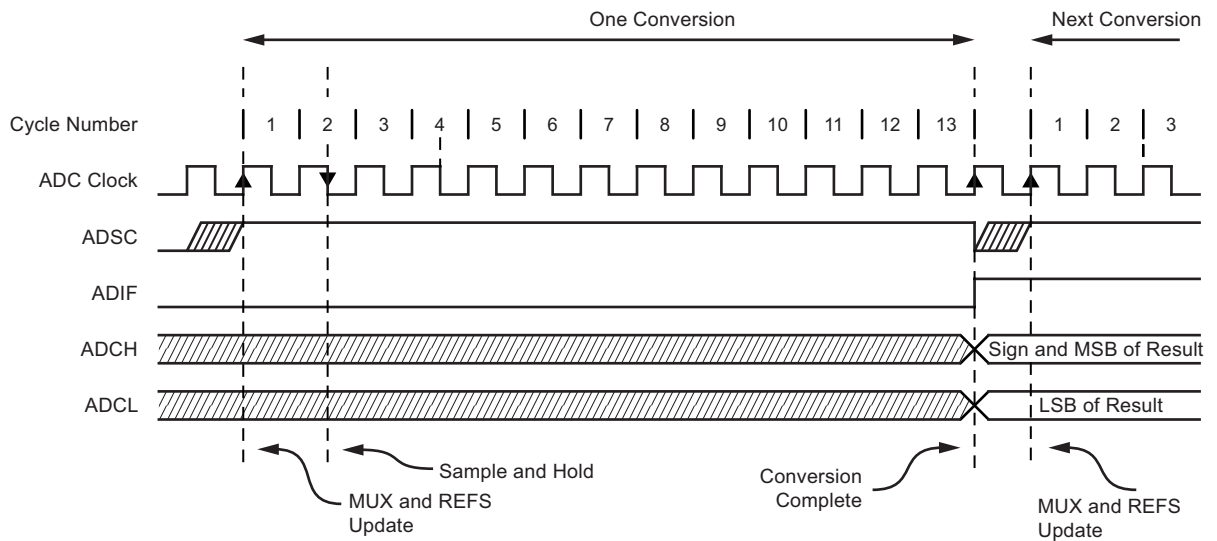 One Conversion
Next Conversion
Cycle Number
1 2 3 4 5 6 7 8 9 10 11 12 13 1 2 3
ADC Clock
ADSC
ADIF
ADCH
Sign and MSB of Result
ADCL
LSB of Result
Sample and Hold
MUX and REFS
Update
Conversion
Complete
MUX and REFS
Update